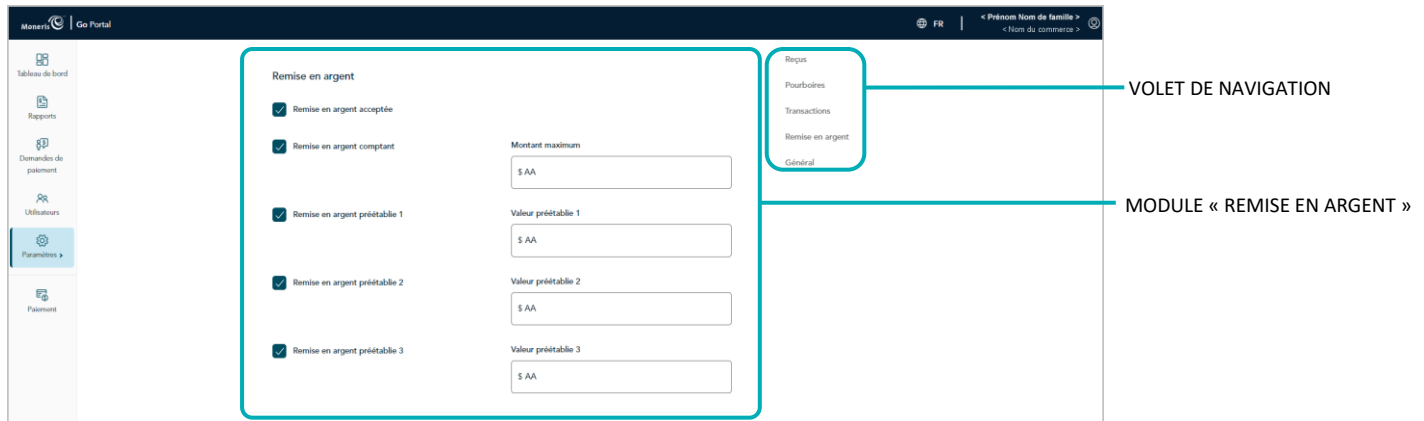 Moneris | Go Portal
FR
< Prénom Nom de famille >
< Nom du commerce >
Tableau de bord
Rapports
Demandes de
paiement
Utilisateurs
Paramètres
Paiement
Remise en argent
Remise en argent acceptée
Remise en argent comptant
Montant maximum
$ AA
Remise en argent préétablie 1
Valeur préétablie 1
$ AA
Remise en argent préétablie 2
Valeur préétablie 2
$ AA
Remise en argent préétablie 3
Valeur préétablie 3
$ AA
Reçus
Pourboires
Transactions
Remise en argent
Général
VOLET DE NAVIGATION
MODULE « REMISE EN ARGENT »